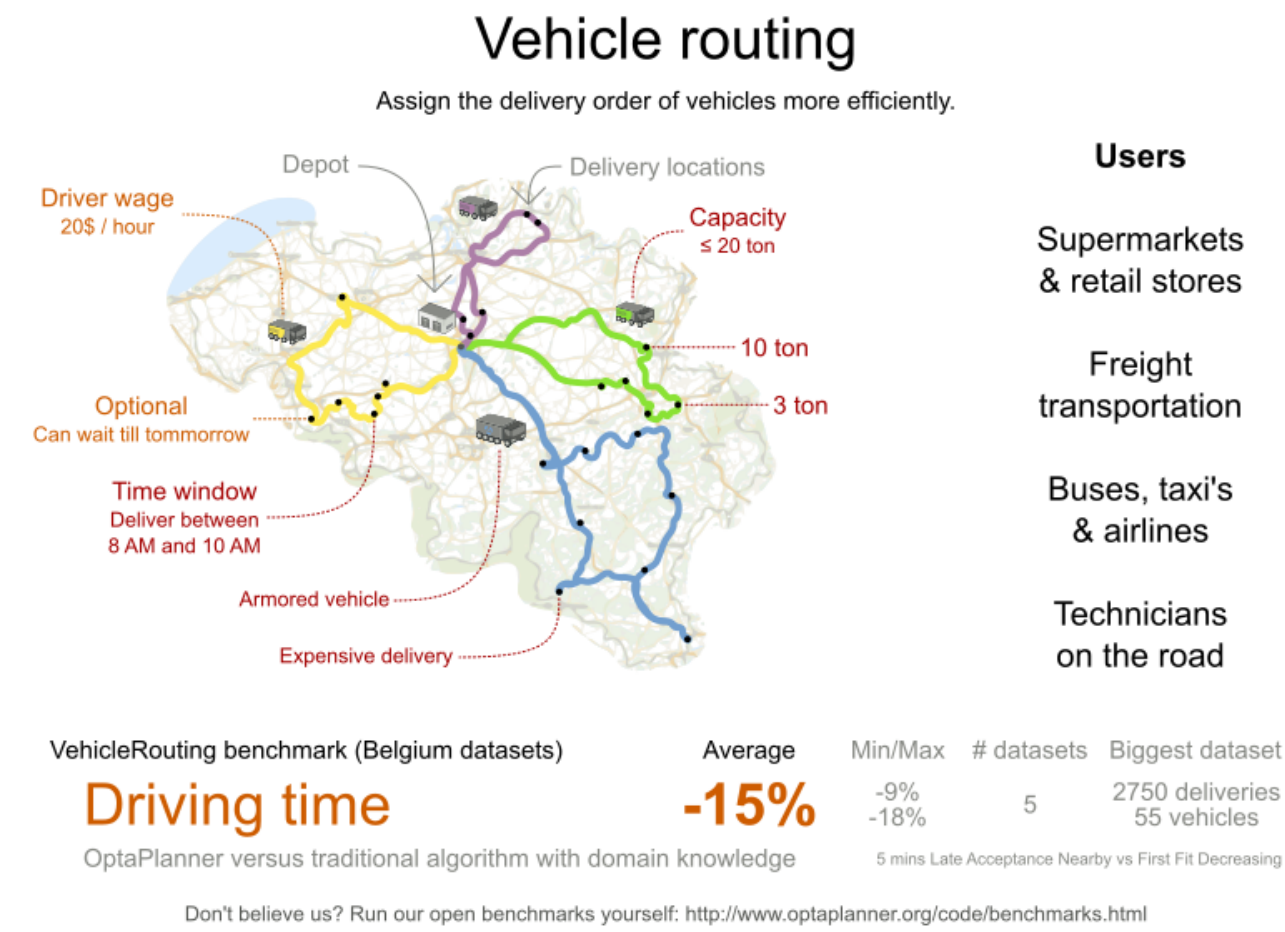 Vehicle routing
Assign the delivery order of vehicles more efficiently.
Depot
Delivery locations
Driver wage
20$ / hour
Capacity
≤ 20 ton
10 ton
3 ton
Optional
Can wait till tommorrow
Time window
Deliver between
8 AM and 10 AM
Armored vehicle
Expensive delivery
Users
Supermarkets
& retail stores
Freight
transportation
Buses, taxi's
& airlines
Technicians
on the road
VehicleRouting benchmark (Belgium datasets)
Driving time
OptaPlanner versus traditional algorithm with domain knowledge
Average
-15%
Min/Max
-9%
-18%
# datasets
5
Biggest dataset
2750 deliveries
55 vehicles
5 mins Late Acceptance Nearby vs First Fit Decreasing
Don't believe us? Run our open benchmarks yourself: http://www.optaplanner.org/code/benchmarks.html